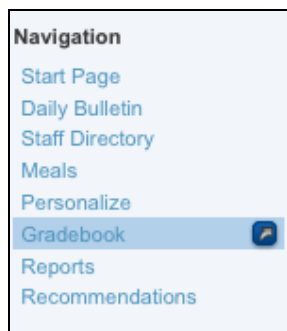 Navigation
Start Page
Daily Bulletin
Staff Directory
Meals
Personalize
Gradebook
Reports
Recommendations